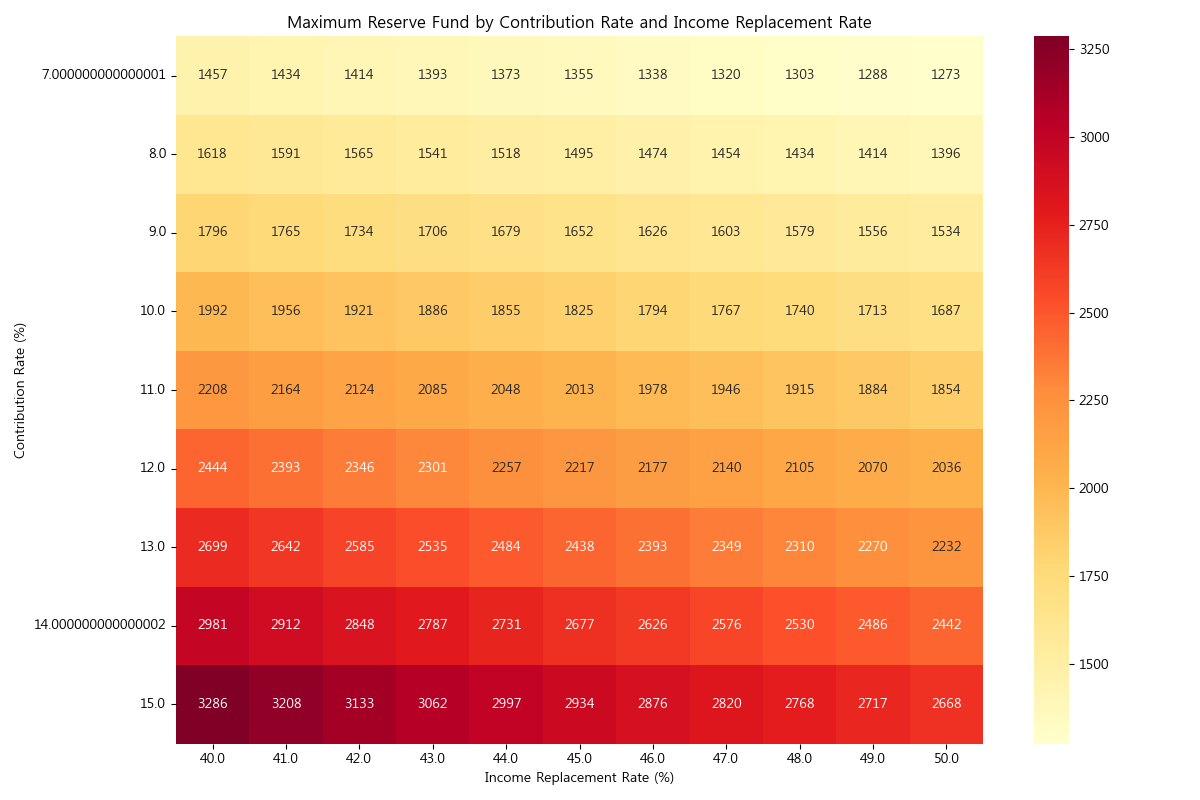 Maximum Reserve Fund by Contribution Rate and Income Replacement Rate
7.000000000000001 1457 1434 1414 1393 1373 1355 1338 1320 1303 1288 1273
8.0 1618 1591 1565 1541 1518 1495 1474 1454 1434 1414 1396
9.0 1796 1765 1734 1706 1679 1652 1626 1603 1579 1556 1534
10.0 1992 1956 1921 1886 1855 1825 1794 1767 1740 1713 1687
11.0 2208 2164 2124 2085 2048 2013 1978 1946 1915 1884 1854
12.0 2444 2393 2346 2301 2257 2217 2177 2140 2105 2070 2036
13.0 2699 2642 2585 2535 2484 2438 2393 2349 2310 2270 2232
14.000000000000002 2981 2912 2848 2787 2731 2677 2626 2576 2530 2486 2442
15.0 3286 3208 3133 3062 2997 2934 2876 2820 2768 2717 2668
40.0 41.0 42.0 43.0 44.0 45.0 46.0 47.0 48.0 49.0 50.0
Income Replacement Rate (%)
Contribution Rate (%)
3250
3000
2750
2500
2250
2000
1750
1500